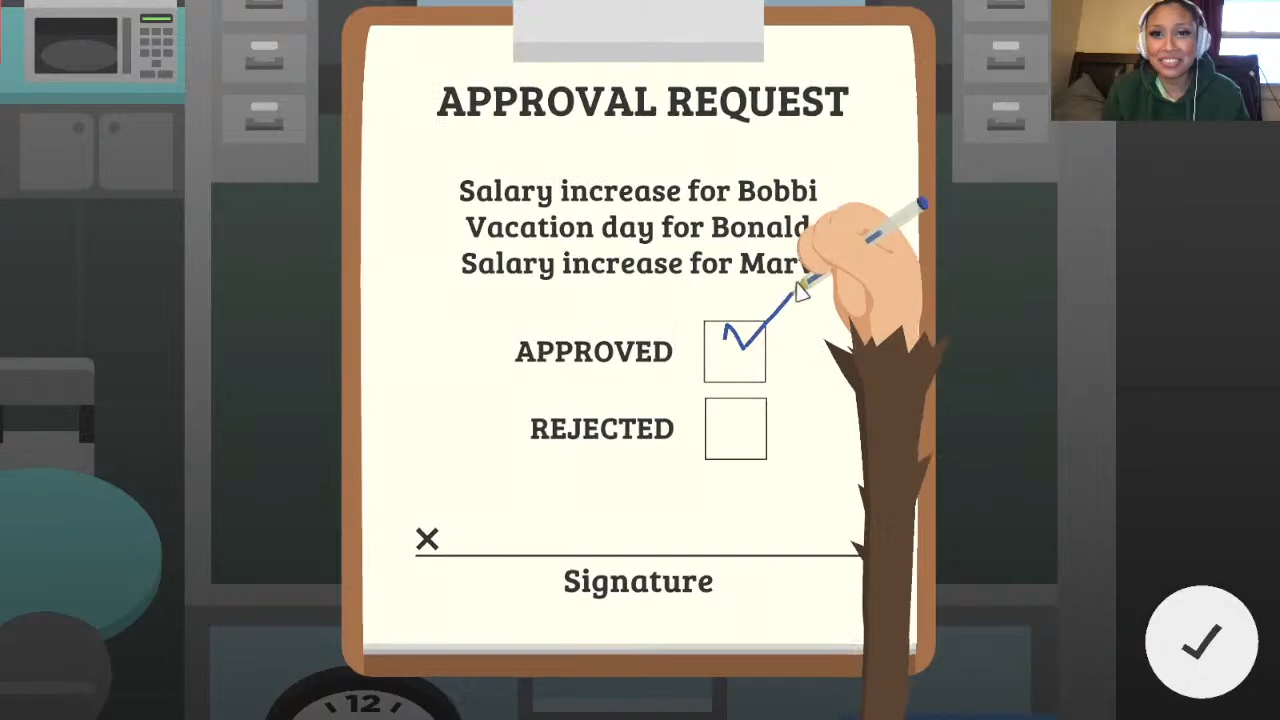 APPROVAL REQUEST
Salary increase for Bobbi
Vacation day for Bonald
Salary increase for
APPROVED
REJECTED
×
Signature
12